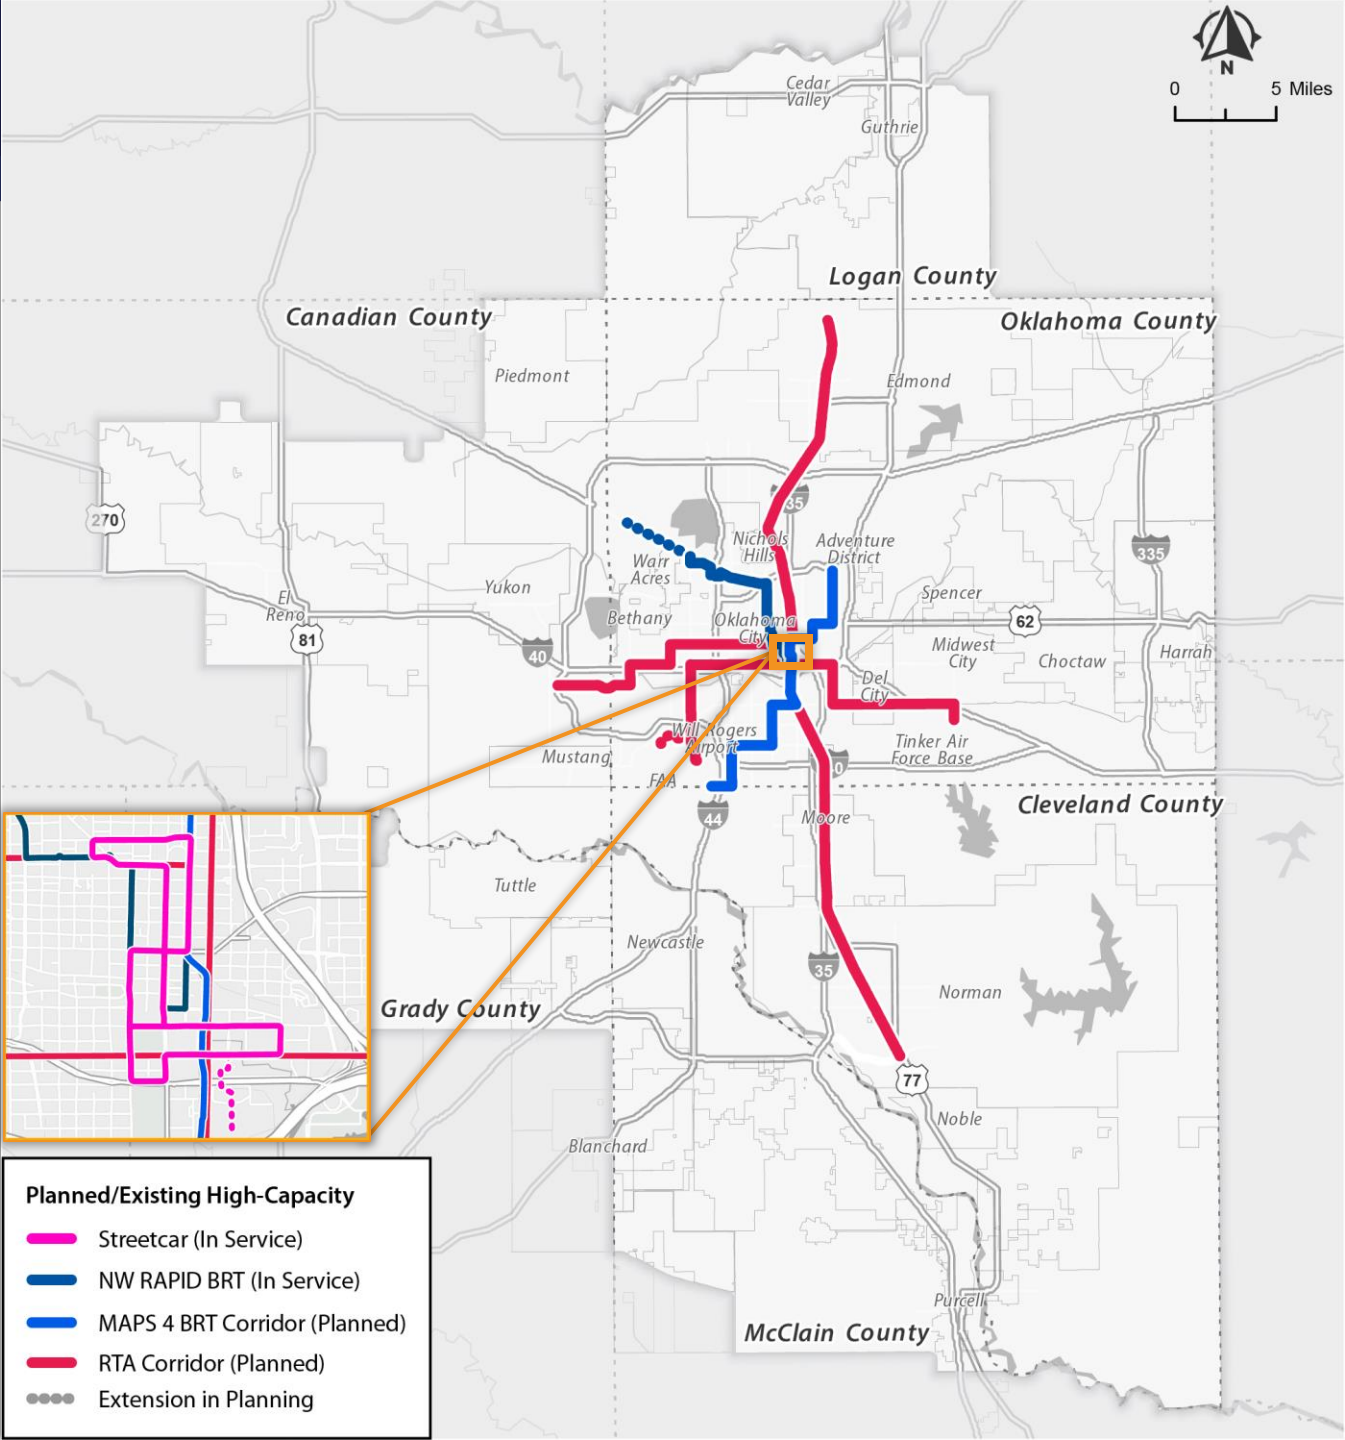 N
0 5 Miles
Cedar
Valley
Guthrie
Logan County
Canadian County
Oklahoma County
Piedmont
Edmond
270
35
Nichols
Hills
Adventure
District
335
Warr
Acres
Yukon
Spencer
El
Reno
Bethany
Oklahoma
City
62
81
40
Midwest
City
Choctaw
Harrah
Del
City
Will Rogers
Airport
Tinker Air
Force Base
Mustang
FAA
0
Cleveland County
44
Moore
Tuttle
Newcastle
35
Norman
Grady County
77
Noble
Blanchard
Purcell
McClain County
Planned/Existing High-Capacity
Streetcar (In Service)
NW RAPID BRT (In Service)
MAPS 4 BRT Corridor (Planned)
RTA Corridor (Planned)
Extension in Planning